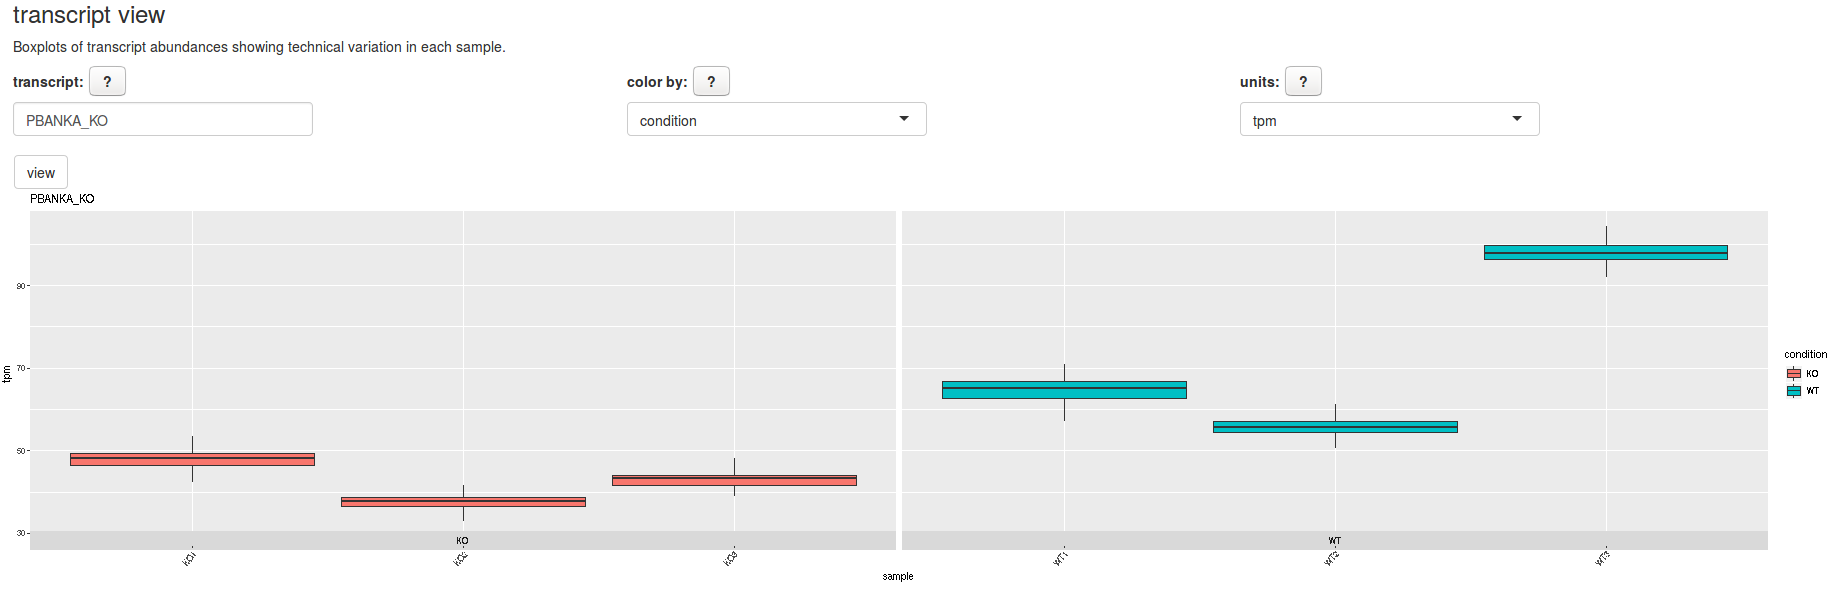 transcript view
Boxplots of transcript abundances showing technical variation in each sample.
transcript: ?
color by: ?
units: ?
PBANKA_KO
condition
tpm
view
PBANKA_KO
90
70
50
30
tpm
KO
WT
KO1
KO2
KO3
WT1
WT2
WT3
sample
condition
KO
WT